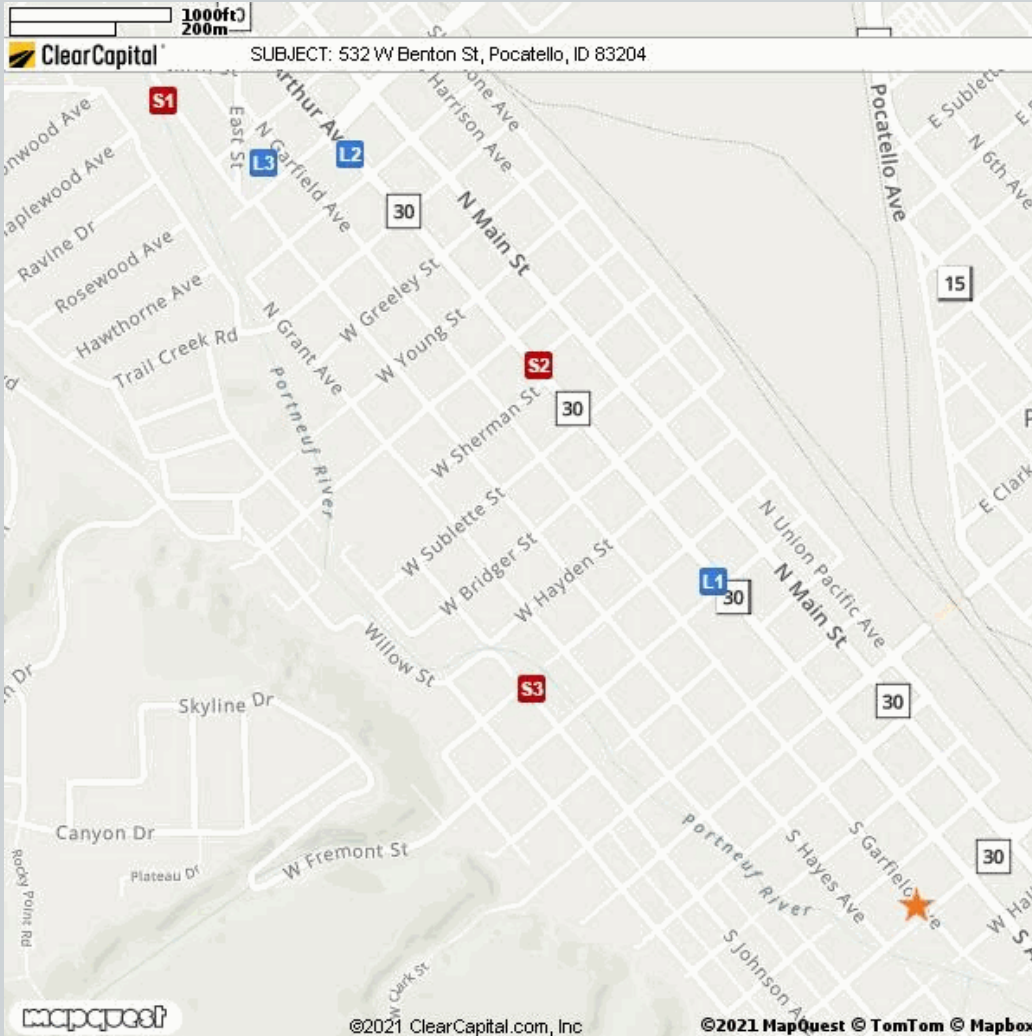 1000ft
200m
ClearCapital
SUBJECT: 532 W Benton St, Pocatello, ID 83204
S1
East St
N Garfield Ave
Arthur Ave
L3
L2
30
Harrison Ave
Pocatello Ave
E Sublette
N 6th Ave
15
N Main St
Ravine Dr
Rosewood Ave
Hawthorne Ave
Trail Creek Rd
N Grant Ave
W Greeley St
W Young St
Portneuf River
S2
30
W Sherman St
W Sublette St
W Bridger St
W Hayden St
E Clark
N Union Pacific Ave
L1
30
N Main St
Willow St
S3
30
Skyline Dr
Canyon Dr
Plateau Dr
W Fremont St
Rocky Point Rd
Portneuf River
S Hayes Ave
S Garfield Ave
30
S Johnson
W Clark St
mapquest
©2021 ClearCapital.com, Inc
©2021 MapQuest © TomTom © Mapbox